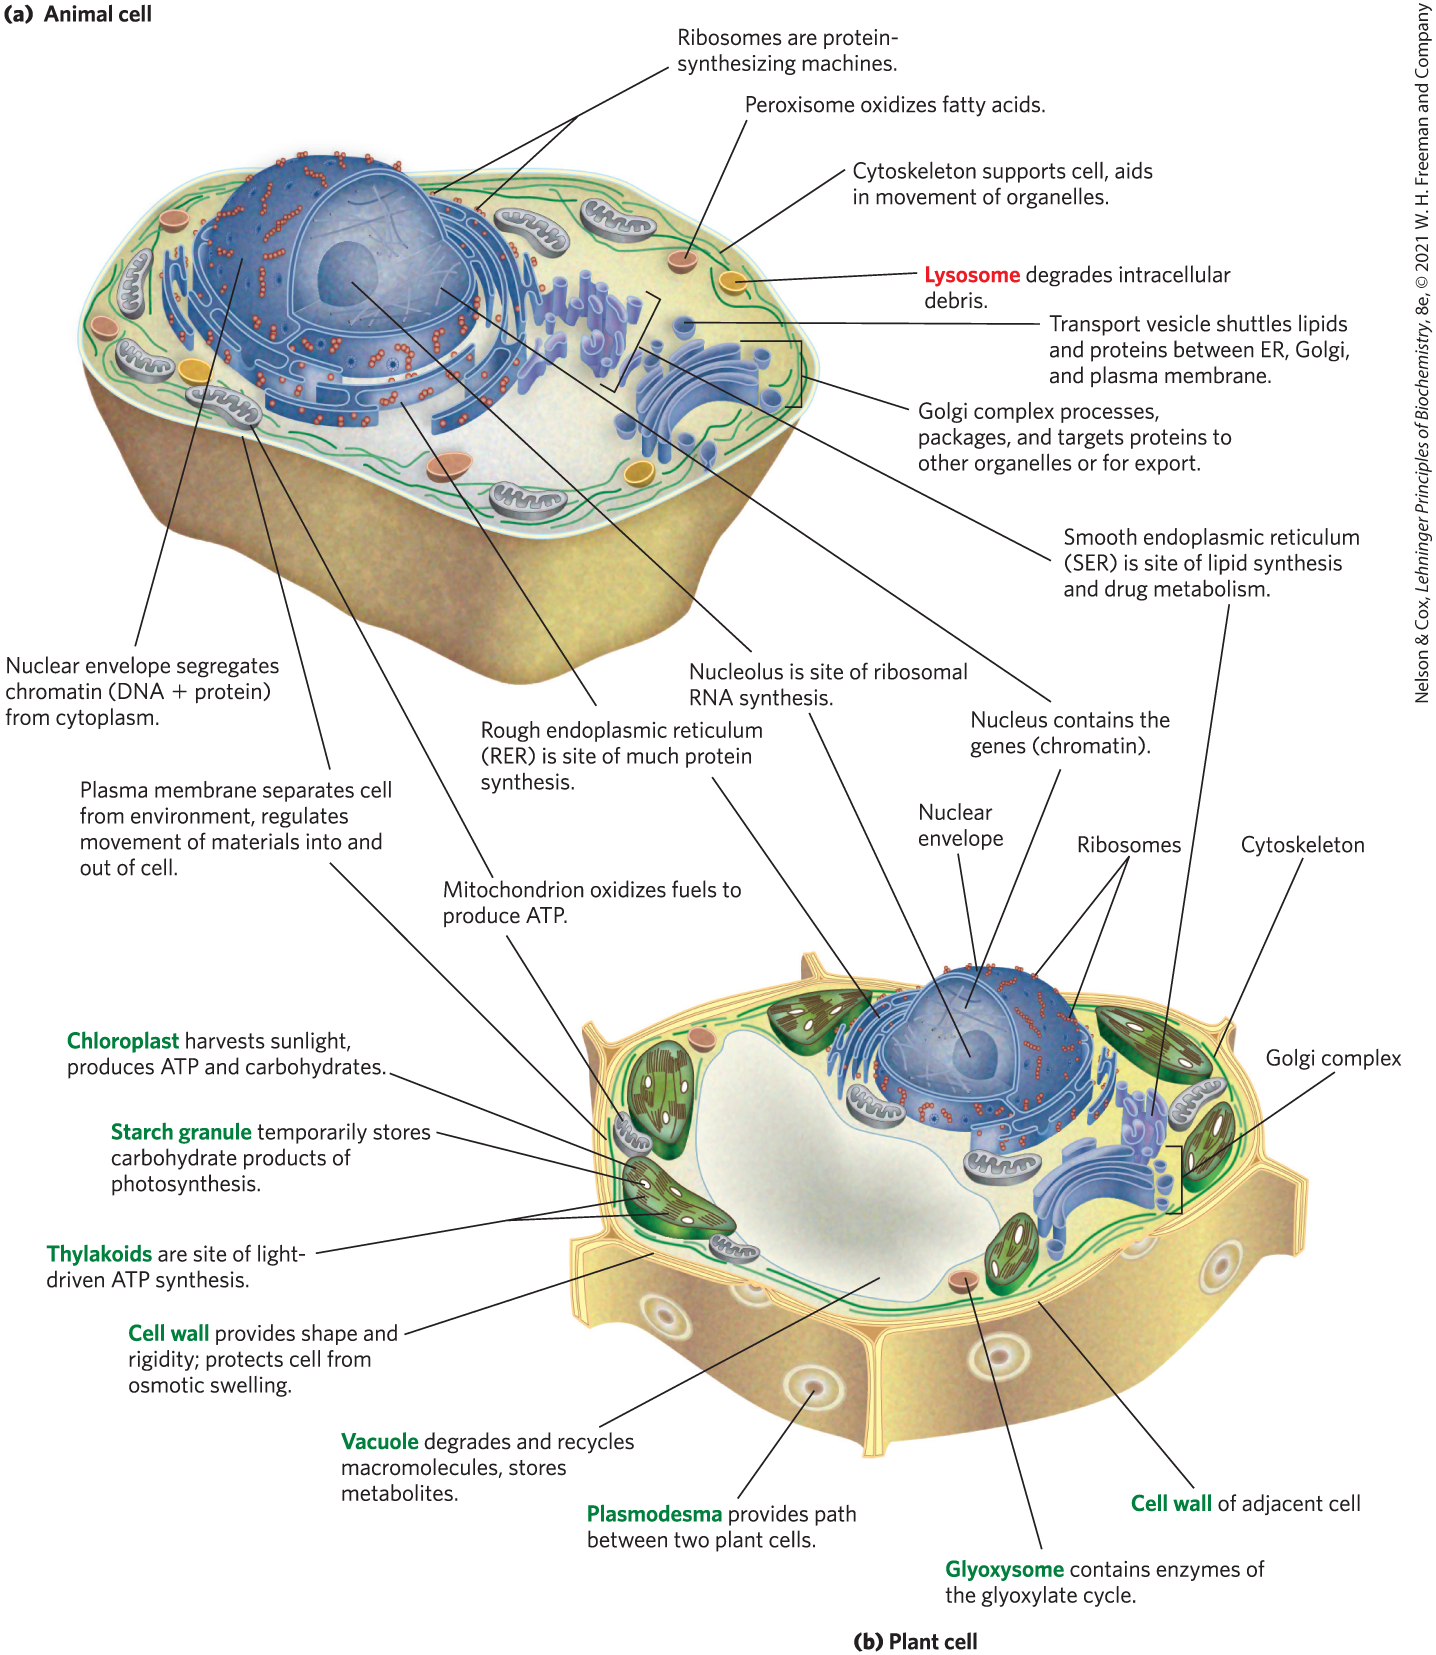 (a) Animal cell
Ribosomes are protein-
synthesizing machines.
Peroxisome oxidizes fatty acids.
Cytoskeleton supports cell, aids
in movement of organelles.
Lysosome degrades intracellular
debris.
Transport vesicle shuttles lipids
and proteins between ER, Golgi,
and plasma membrane.
Golgi complex processes,
packages, and targets proteins to
other organelles or for export.
Smooth endoplasmic reticulum
(SER) is site of lipid synthesis
and drug metabolism.
Nuclear envelope segregates
chromatin (DNA + protein)
from cytoplasm.
Nucleolus is site of ribosomal
RNA synthesis.
Rough endoplasmic reticulum
(RER) is site of much protein
synthesis.
Nucleus contains the
genes (chromatin).
Plasma membrane separates cell
from environment, regulates
movement of materials into and
out of cell.
Mitochondrion oxidizes fuels to
produce ATP.
Nuclear
envelope
Ribosomes
Cytoskeleton
Golgi complex
Chloroplast harvests sunlight,
produces ATP and carbohydrates.
Starch granule temporarily stores
carbohydrate products of
photosynthesis.
Thylakoids are site of light-
driven ATP synthesis.
Cell wall provides shape and
rigidity; protects cell from
osmotic swelling.
Vacuole degrades and recycles
macromolecules, stores
metabolites.
Plasmodesma provides path
between two plant cells.
Cell wall of adjacent cell
Glyoxysome contains enzymes of
the glyoxylate cycle.
(b) Plant cell
Nelson & Cox, Lehninger Principles of Biochemistry, 8e, © 2021 W. H. Freeman and Company